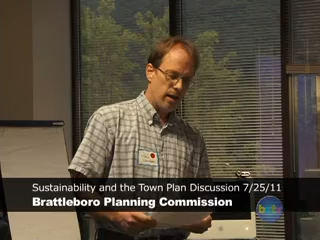 Sustainability and the Town Plan Discussion 7/25/11
Brattleboro Planning Commission